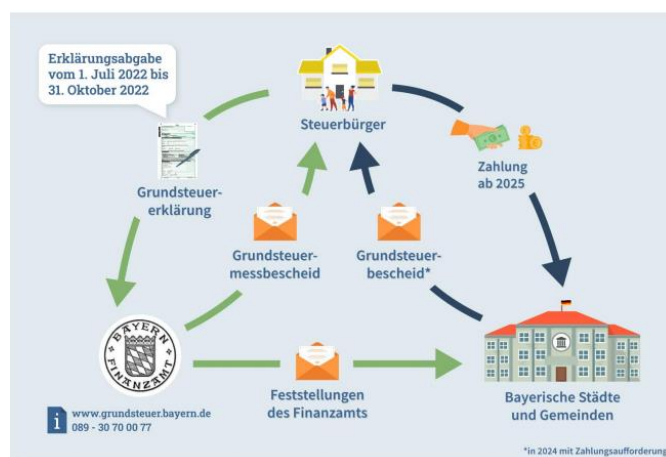 Erklärungsabgabe
vom 1. Juli 2022 bis
31. Oktober 2022
Steuerbürger
Grundsteuer-
erklärung
Zahlung
ab 2025
Grundsteuer-
messbescheid
Grundsteuer-
bescheid*
BAYERN
FINANZAMT
Feststellungen
des Finanzamts
Bayerische Städte
und Gemeinden
i
www.grundsteuer.bayern.de
089 - 30 70 00 77
*in 2024 mit Zahlungsaufforderung